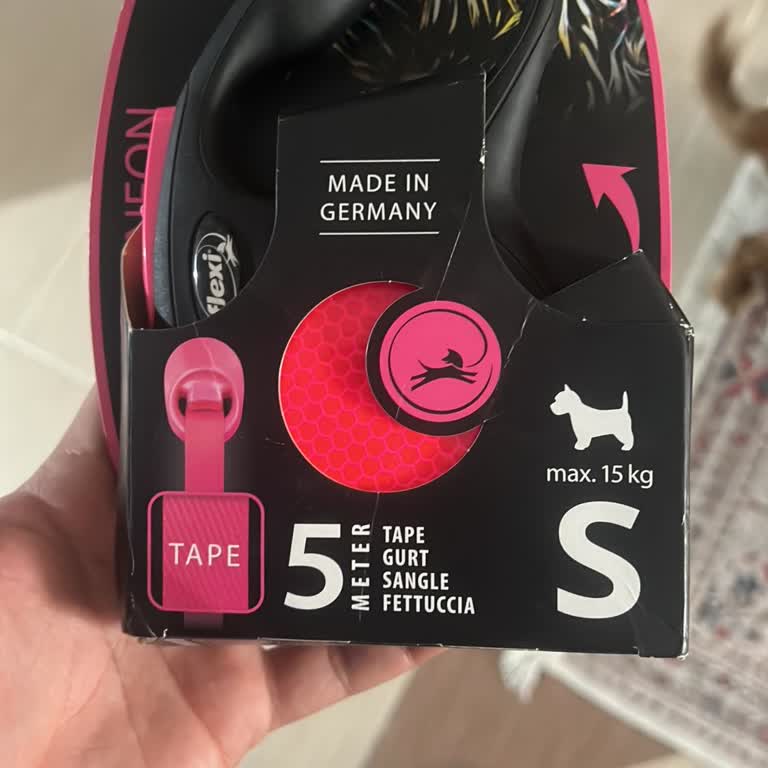 NEON
MADE IN
GERMANY
flexi
max. 15 kg
S
TAPE
5
METER
TAPE
GURT
SANGLE
FETTUCCIA